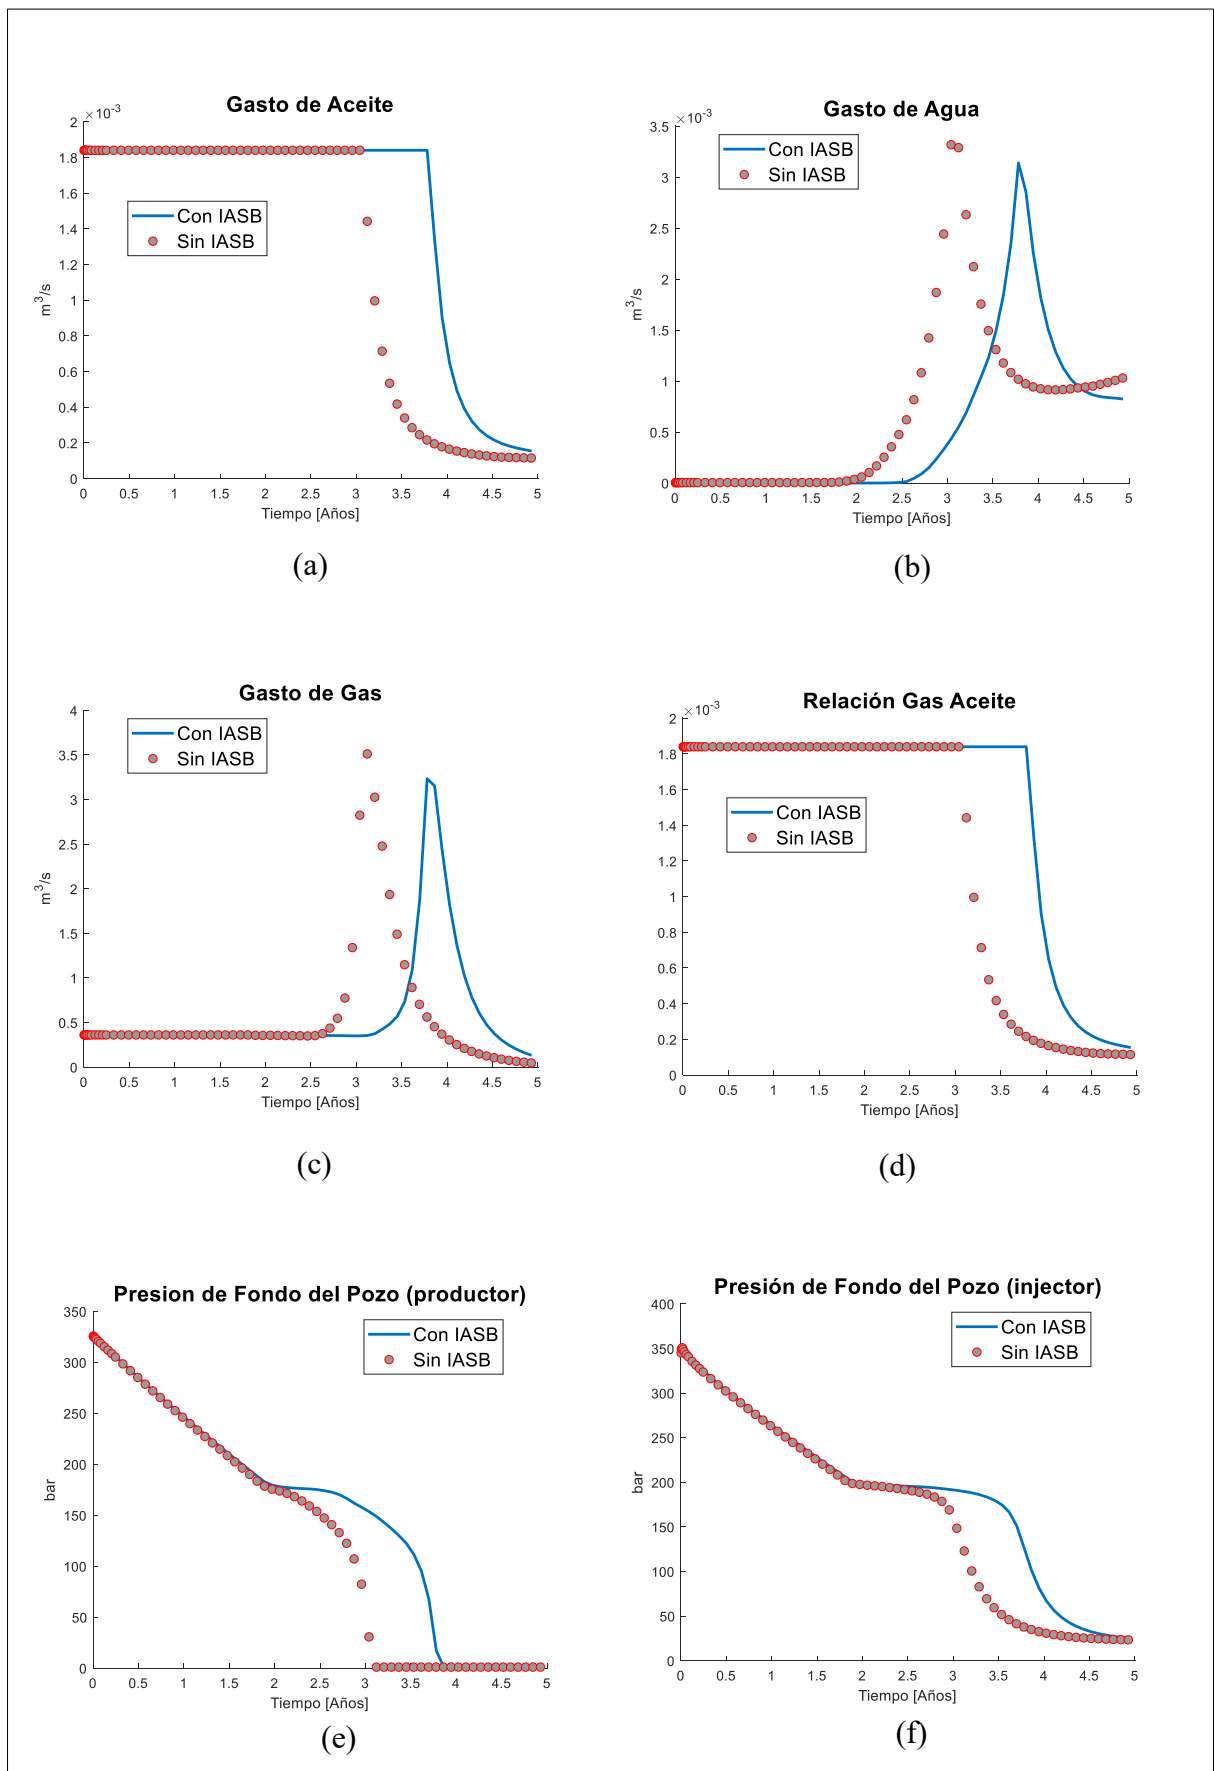 Gasto de Aceite
×10⁻³
2
1.8
1.6
1.4
1.2
1
0.8
0.6
0.4
0.2
0
m³/s
Con IASB
Sin IASB
0 0.5 1 1.5 2 2.5 3 3.5 4 4.5 5
Tiempo [Años]
(a)
Gasto de Agua
×10⁻³
3.5
3
2.5
2
1.5
1
0.5
0
m³/s
Con IASB
Sin IASB
0 0.5 1 1.5 2 2.5 3 3.5 4 4.5 5
Tiempo [Años]
(b)
Gasto de Gas
4
3.5
3
2.5
2
1.5
1
0.5
0
m³/s
Con IASB
Sin IASB
0 0.5 1 1.5 2 2.5 3 3.5 4 4.5 5
Tiempo [Años]
(c)
Relación Gas Aceite
×10⁻³
2
1.8
1.6
1.4
1.2
1
0.8
0.6
0.4
0.2
0
Con IASB
Sin IASB
0 0.5 1 1.5 2 2.5 3 3.5 4 4.5 5
Tiempo [Años]
(d)
Presion de Fondo del Pozo (productor)
350
300
250
200
150
100
50
0
bar
Con IASB
Sin IASB
0 0.5 1 1.5 2 2.5 3 3.5 4 4.5 5
Tiempo [Años]
(e)
Presión de Fondo del Pozo (injector)
400
350
300
250
200
150
100
50
0
bar
Con IASB
Sin IASB
0 0.5 1 1.5 2 2.5 3 3.5 4 4.5 5
Tiempo [Años]
(f)